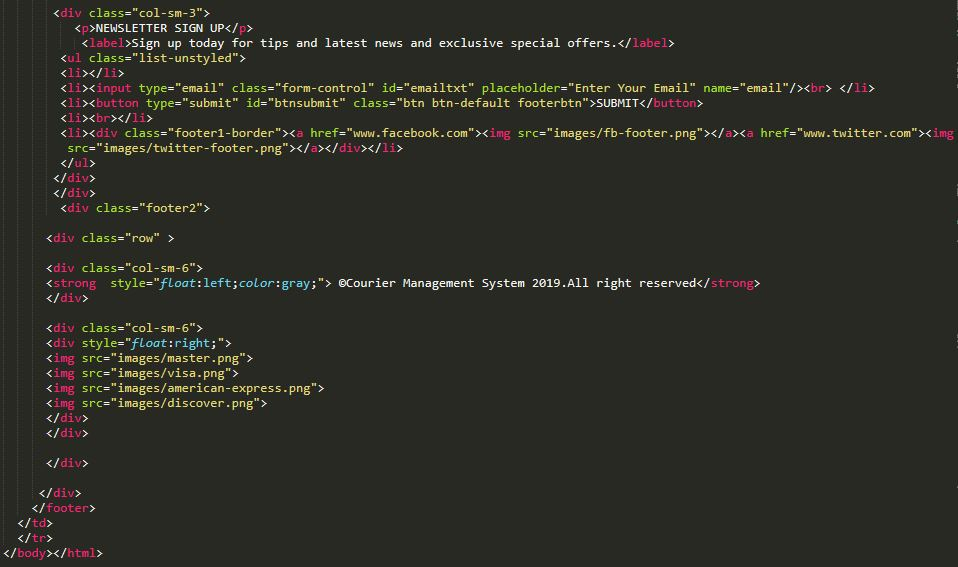 <div class="col-sm-3">
<p>NEWSLETTER SIGN UP</p>
<label>Sign up today for tips and latest news and exclusive special offers.</label>
<ul class="list-unstyled">
<li></li>
<li><input type="email" class="form-control" id="emailtxt" placeholder="Enter Your Email" name="email"/><br> </li>
<li><button type="submit" id="btnsubmit" class="btn btn-default footerbtn">SUBMIT</button>
<li><br></li>
<li><div class="footer1-border"><a href="www.facebook.com"><img src="images/fb-footer.png"></a><a href="www.twitter.com"><img
src="images/twitter-footer.png"></a></div></li>
</ul>
</div>
</div>
<div class="footer2">
<div class="row" >
<div class="col-sm-6">
<strong  style="float:left;color:gray;"> ©Courier Management System 2019.All right reserved</strong>
</div>
<div class="col-sm-6">
<div style="float:right;">
<img src="images/master.png">
<img src="images/visa.png">
<img src="images/american-express.png">
<img src="images/discover.png">
</div>
</div>
</div>
</div>
</footer>
</td>
</tr>
</body></html>